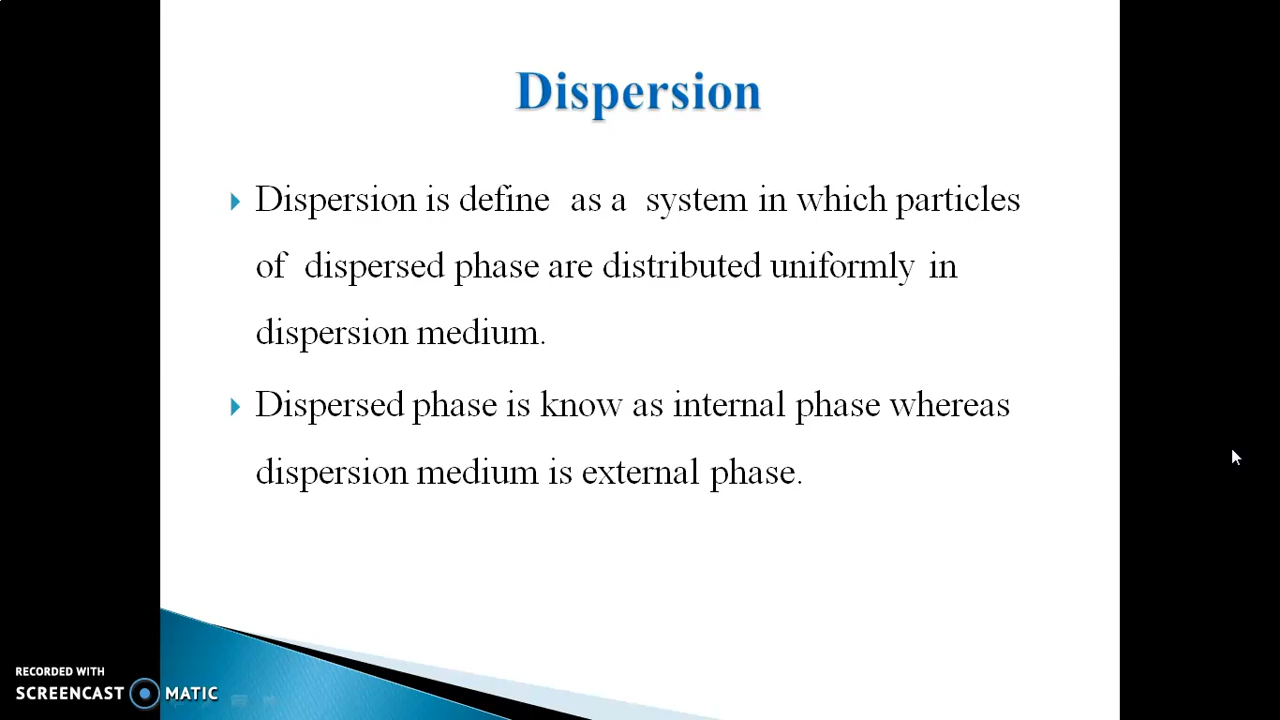 Dispersion
Dispersion is define as a system in which particles
of dispersed phase are distributed uniformly in
dispersion medium.
Dispersed phase is know as internal phase whereas
dispersion medium is external phase.
RECORDED WITH
SCREENCAST MATIC